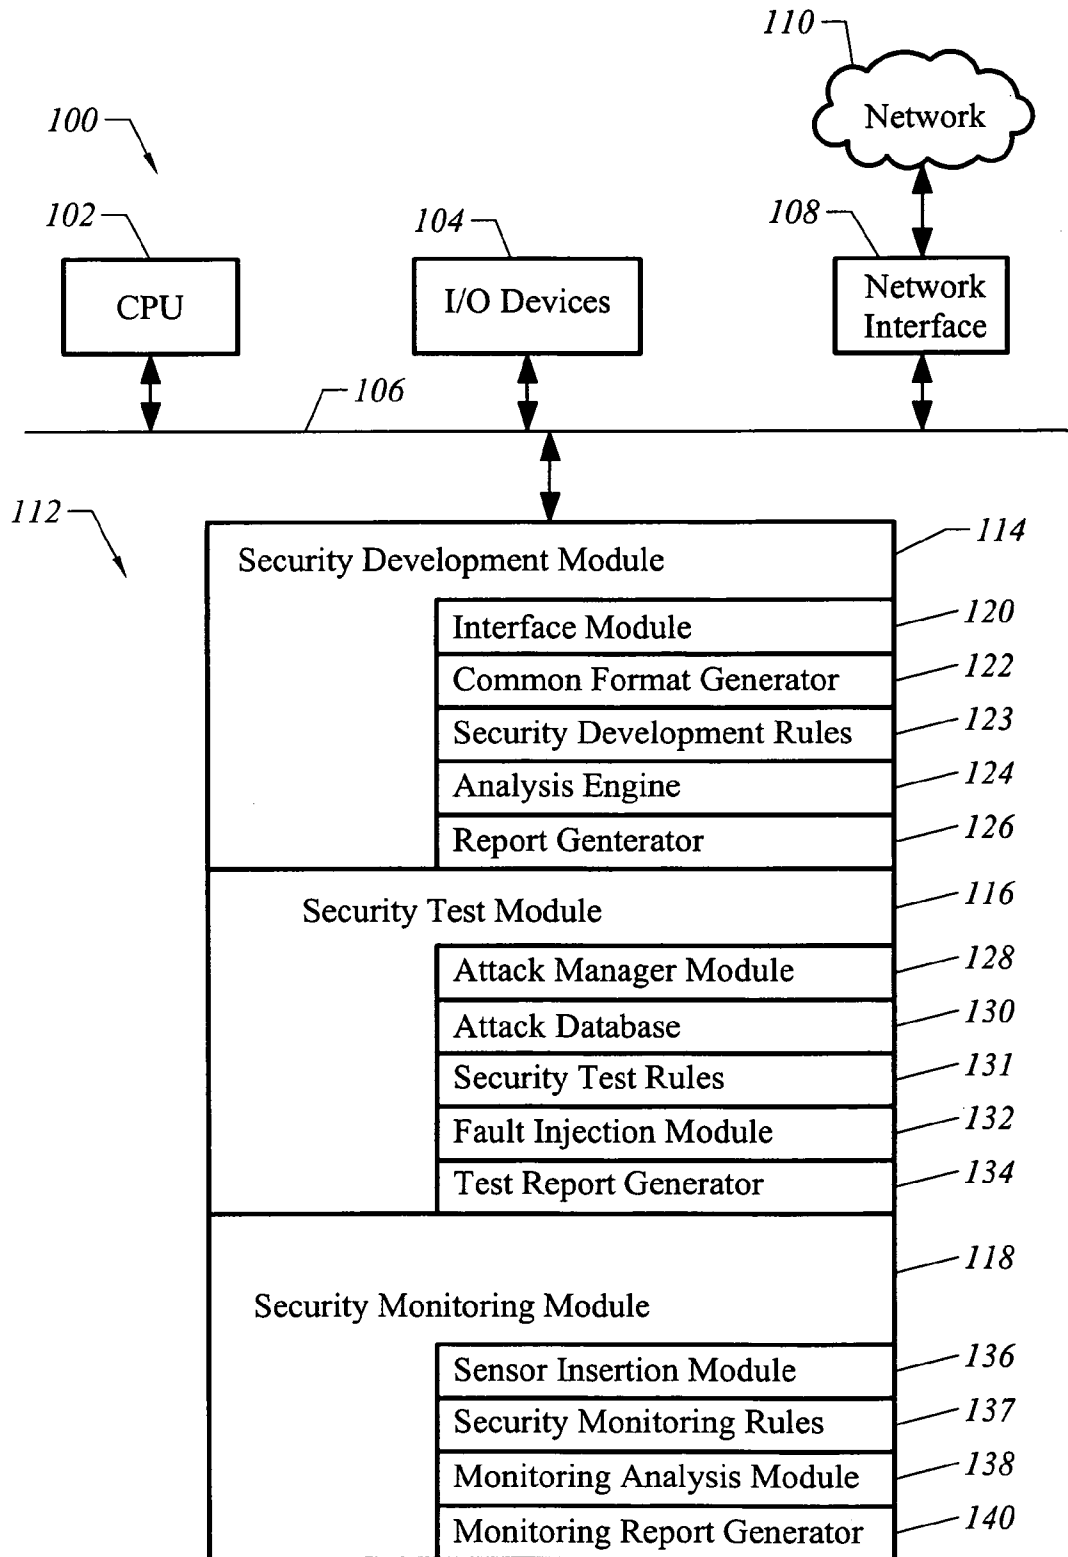 110
Network
100
102
104
108
CPU
I/O Devices
Network
Interface
106
112
114
Security Development Module
Interface Module
120
Common Format Generator
122
Security Development Rules
123
Analysis Engine
124
Report Genterator
126
116
Security Test Module
Attack Manager Module
128
Attack Database
130
Security Test Rules
131
Fault Injection Module
132
Test Report Generator
134
118
Security Monitoring Module
Sensor Insertion Module
136
Security Monitoring Rules
137
Monitoring Analysis Module
138
Monitoring Report Generator
140